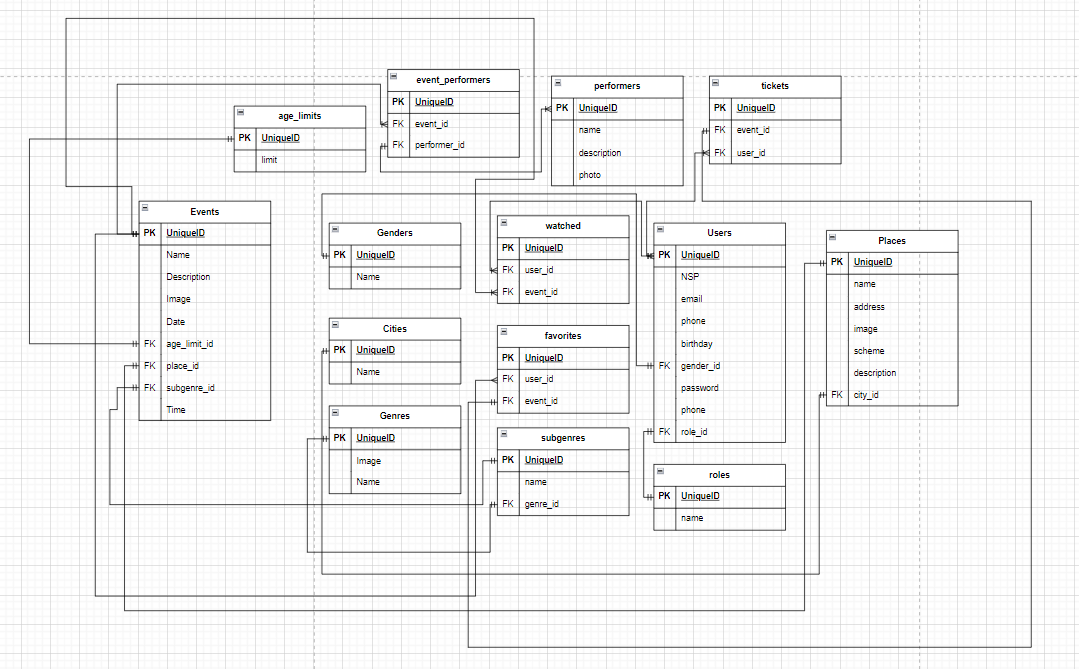 event_performers
PK UniqueID
FK event_id
FK performer_id
performers
PK UniqueID
name
description
photo
tickets
PK UniqueID
FK event_id
FK user_id
age_limits
PK UniqueID
limit
Events
PK UniqueID
Name
Description
Image
Date
FK age_limit_id
FK place_id
FK subgenre_id
Time
Genders
PK UniqueID
Name
watched
PK UniqueID
FK user_id
FK event_id
Users
PK UniqueID
NSP
email
phone
birthday
FK gender_id
password
phone
FK role_id
Places
PK UniqueID
name
address
image
scheme
description
FK city_id
Cities
PK UniqueID
Name
favorites
PK UniqueID
FK user_id
FK event_id
Genres
PK UniqueID
Image
Name
subgenres
PK UniqueID
name
FK genre_id
roles
PK UniqueID
name